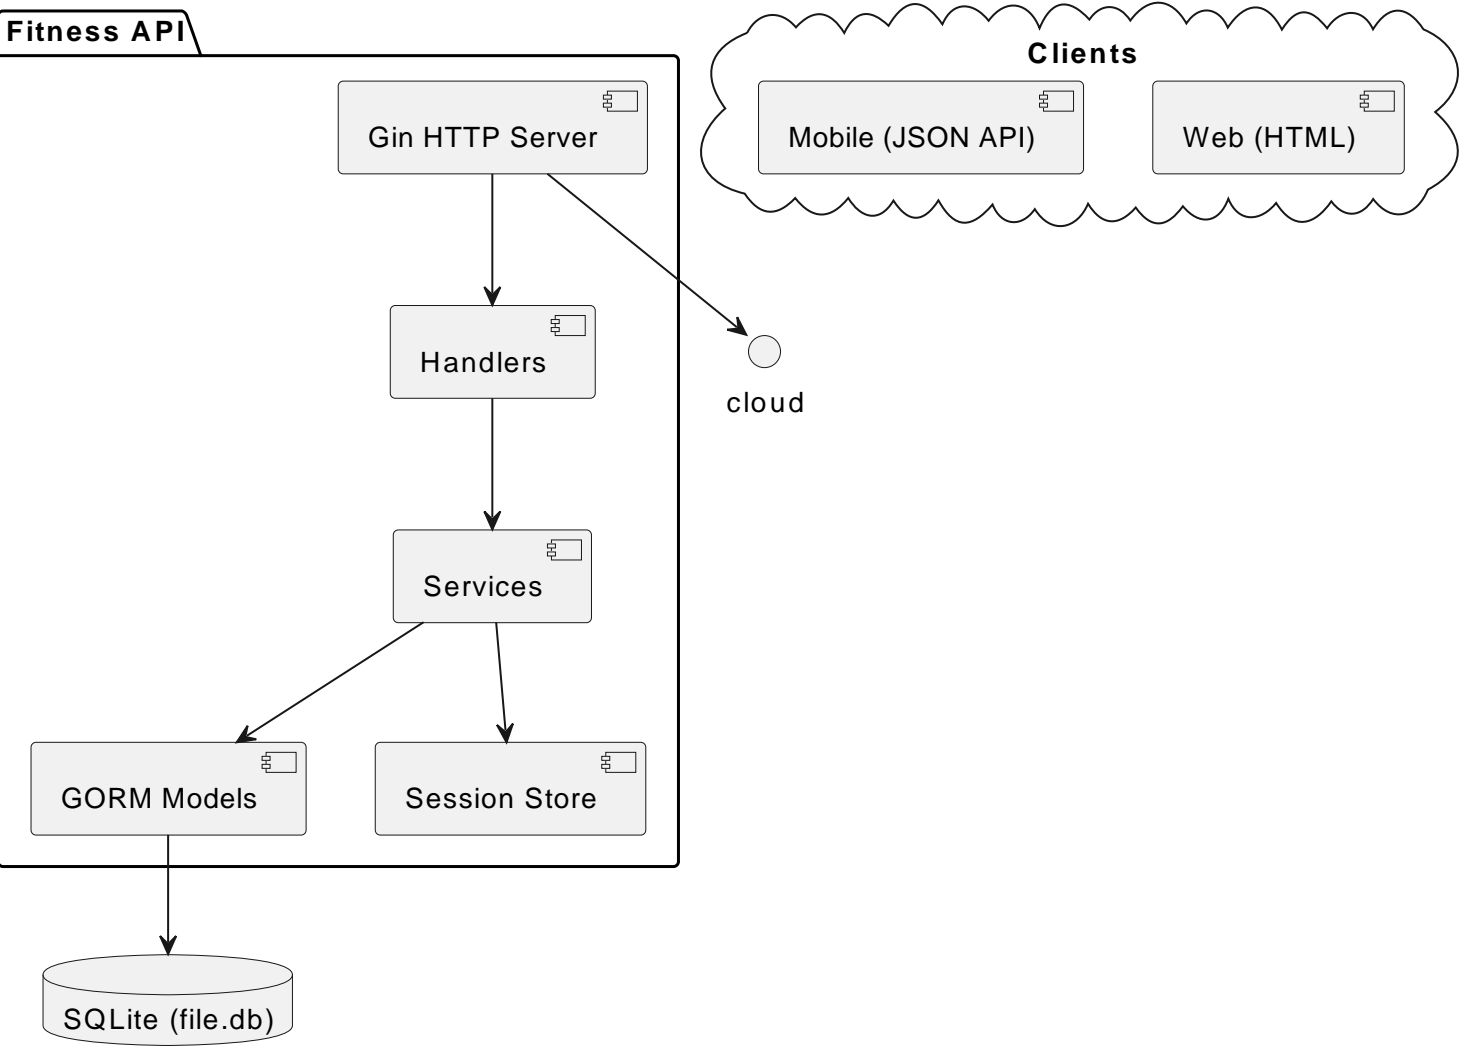 Fitness API
Clients
Gin HTTP Server
Mobile (JSON API)
Web (HTML)
Handlers
cloud
Services
GORM Models
Session Store
SQLite (file.db)